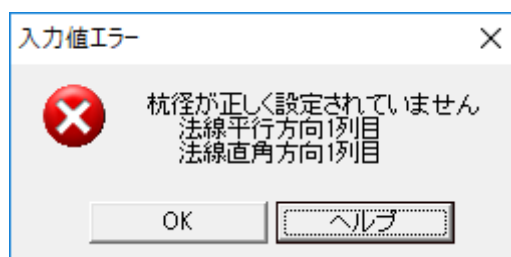 入力値エラー
杭径が正しく設定されていません
法線平行方向1列目
法線直角方向1列目
OK
ヘルプ